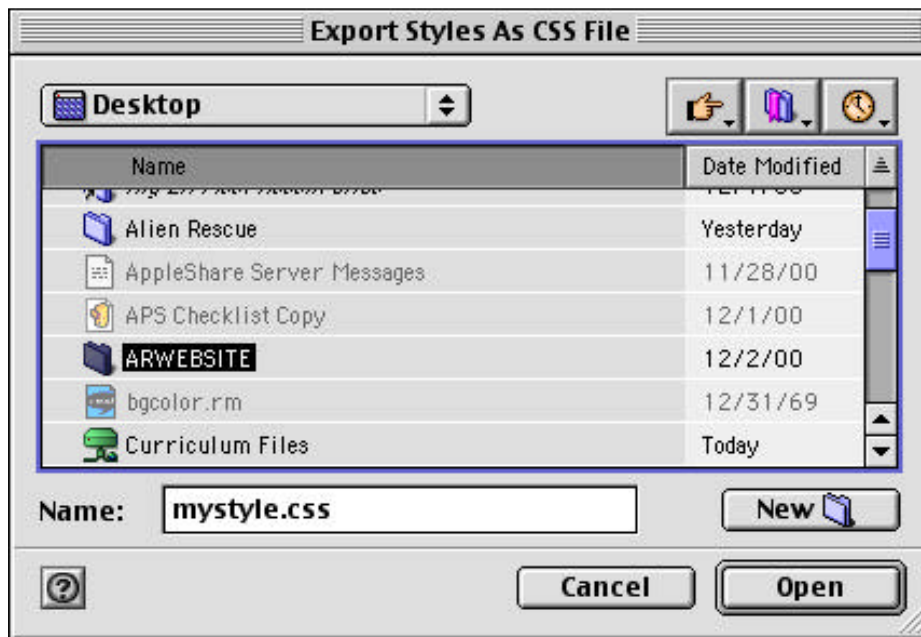 Export Styles As CSS File
Desktop
Name Date Modified
Alien Rescue Yesterday
AppleShare Server Messages 11/28/00
APS Checklist Copy 12/1/00
ARWEBSITE 12/2/00
bgcolor.rm 12/31/69
Curriculum Files Today
Name: mystyle.css New
Cancel Open